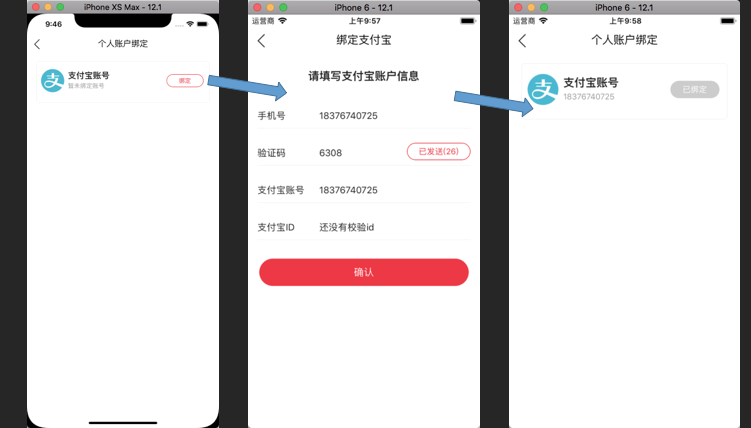 iPhone XS Max - 12.1
9:46
个人账户绑定
支
支付宝账号
暂未绑定账号
绑定
iPhone 6 - 12.1
运营商
上午9:57
绑定支付宝
请填写支付宝账户信息
手机号
18376740725
验证码
6308
已发送(26)
支付宝账号
18376740725
支付宝ID
还没有校验id
确认
iPhone 6 - 12.1
运营商
上午9:58
个人账户绑定
支
支付宝账号
18376740725
已绑定